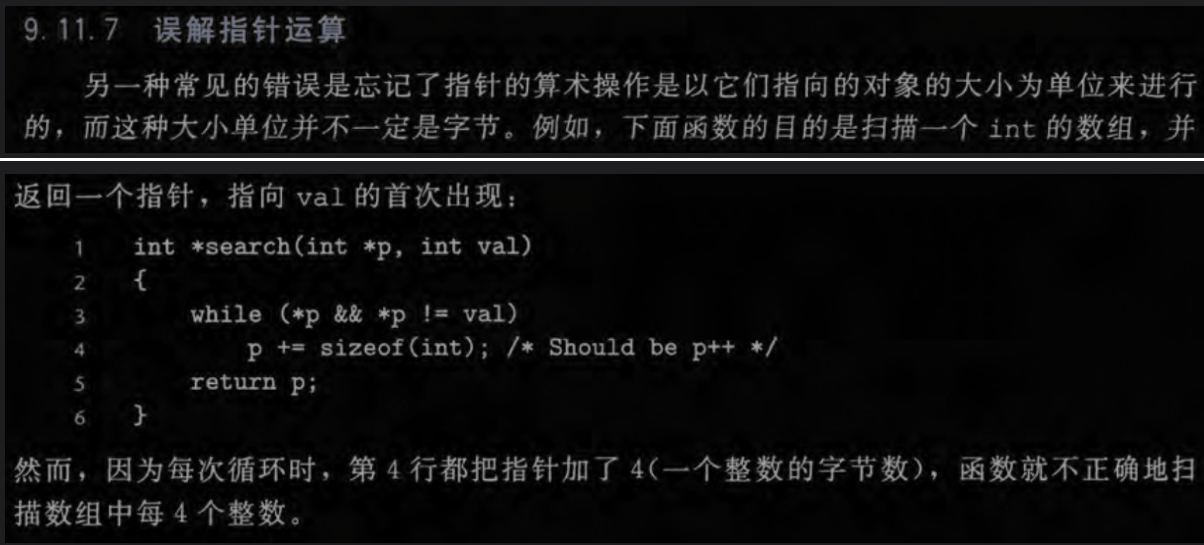 9.11.7 误解指针运算
另一种常见的错误是忘记了指针的算术操作是以它们指向的对象的大小为单位来进行
的，而这种大小单位并不一定是字节。例如，下面函数的目的是扫描一个 int 的数组，并
返回一个指针，指向 val 的首次出现：
1 int *search(int *p, int val)
2 {
3 while (*p && *p != val)
4 p += sizeof(int); /* Should be p++ */
5 return p;
6 }
然而，因为每次循环时，第 4 行都把指针加了 4(一个整数的字节数)，函数就不正确地扫
描数组中每 4 个整数。